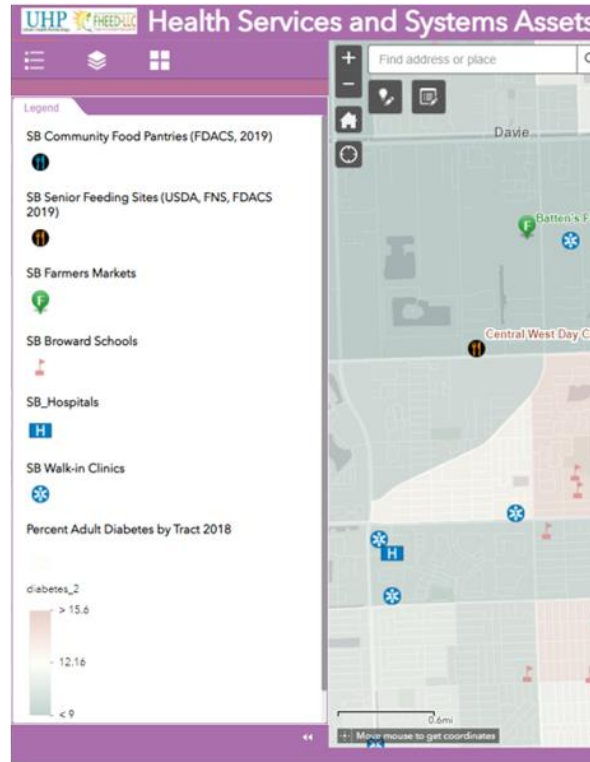 UHP FHEED-LLC Health Services and Systems Assets
Find address or place
Legend
SB Community Food Pantries (FDACS, 2019)
SB Senior Feeding Sites (USDA, FNS, FDACS
2019)
SB Farmers Markets
F
SB Broward Schools
SB_Hospitals
H
SB Walk-in Clinics
Percent Adult Diabetes by Tract 2018
diabetes_2
> 15.6
12.16
< 9
Davie
F Batten's F
Central West Day C
H
0.6mi
Move mouse to get coordinates